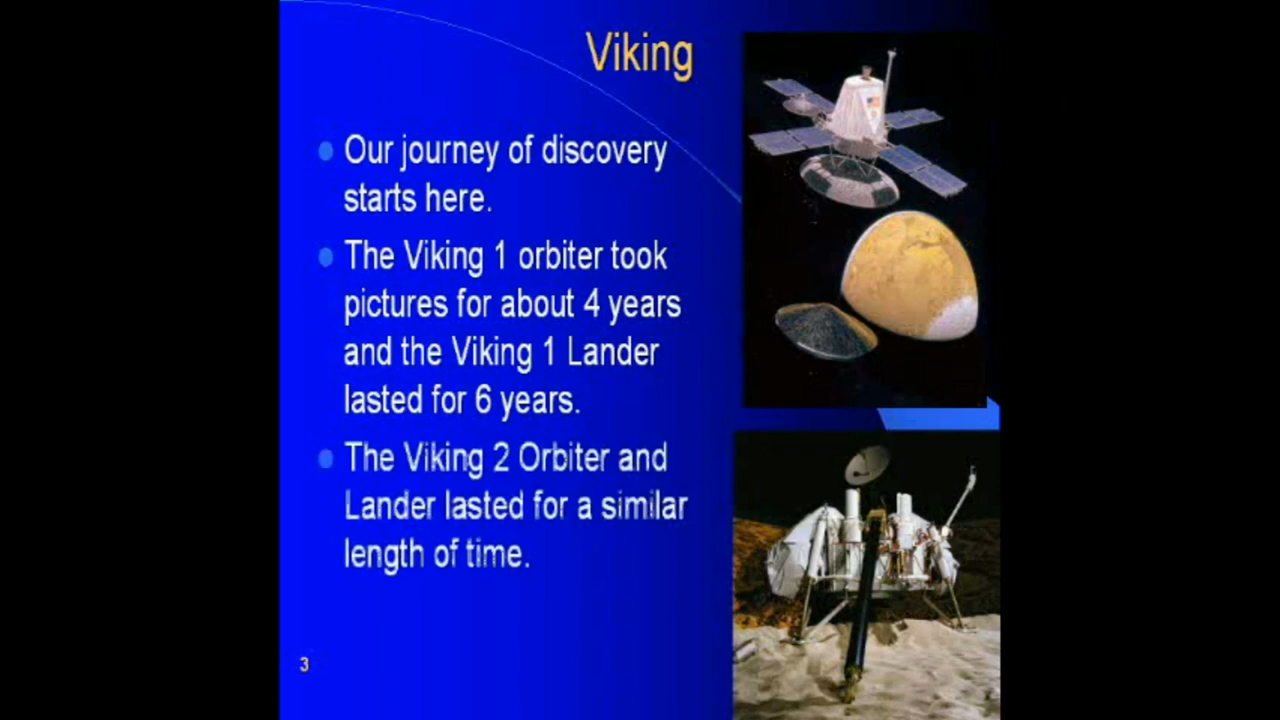 Viking
Our journey of discovery
starts here.
The Viking 1 orbiter took
pictures for about 4 years
and the Viking 1 Lander
lasted for 6 years.
The Viking 2 Orbiter and
Lander lasted for a similar
length of time.
3